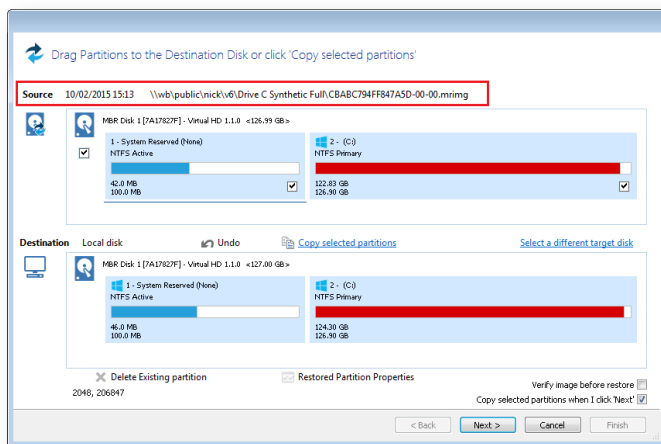 Drag Partitions to the Destination Disk or click 'Copy selected partitions'
Source 10/02/2015 15:13 \\wb\public\nick\v6\Drive C Synthetic Full\CBABC794FF847A5D-00-00.mrimg
MBR Disk 1 [7A17827F] - Virtual HD 1.1.0 <126.99 GB>
1 - System Reserved (None)
NTFS Active
42.0 MB
100.0 MB
2 - (C:)
NTFS Primary
122.83 GB
126.90 GB
Destination Local disk Undo Copy selected partitions Select a different target disk
MBR Disk 1 [7A17827F] - Virtual HD 1.1.0 <127.00 GB>
1 - System Reserved (None)
NTFS Active
46.0 MB
100.0 MB
2 - (C:)
NTFS Primary
124.30 GB
126.90 GB
Delete Existing partition Restored Partition Properties
2048, 206847
Verify image before restore
Copy selected partitions when I click 'Next'
< Back Next > Cancel Finish